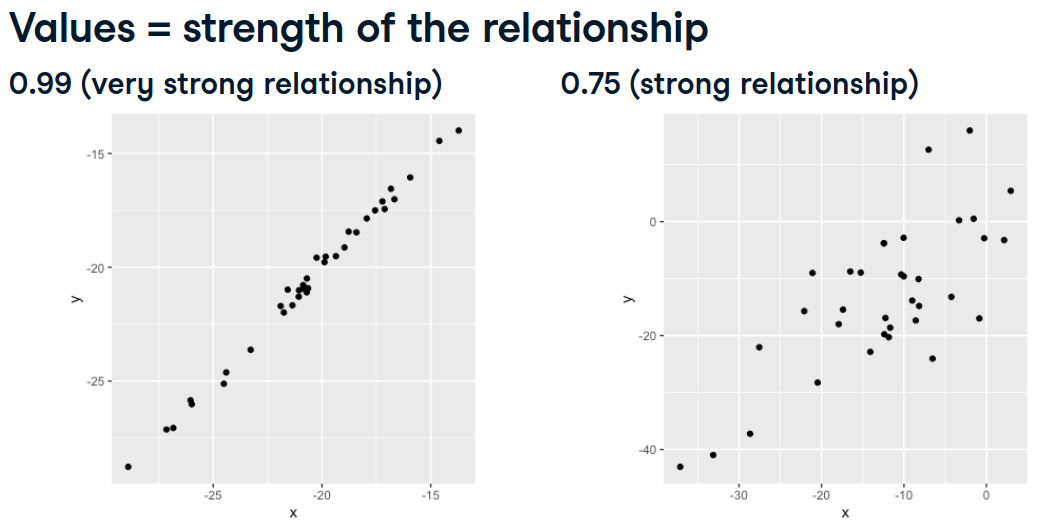 Values = strength of the relationship
0.99 (very strong relationship)
0.75 (strong relationship)
-15
-20
-25
y
-25 -20 -15
x
0
-20
-40
y
-30 -20 -10 0
x